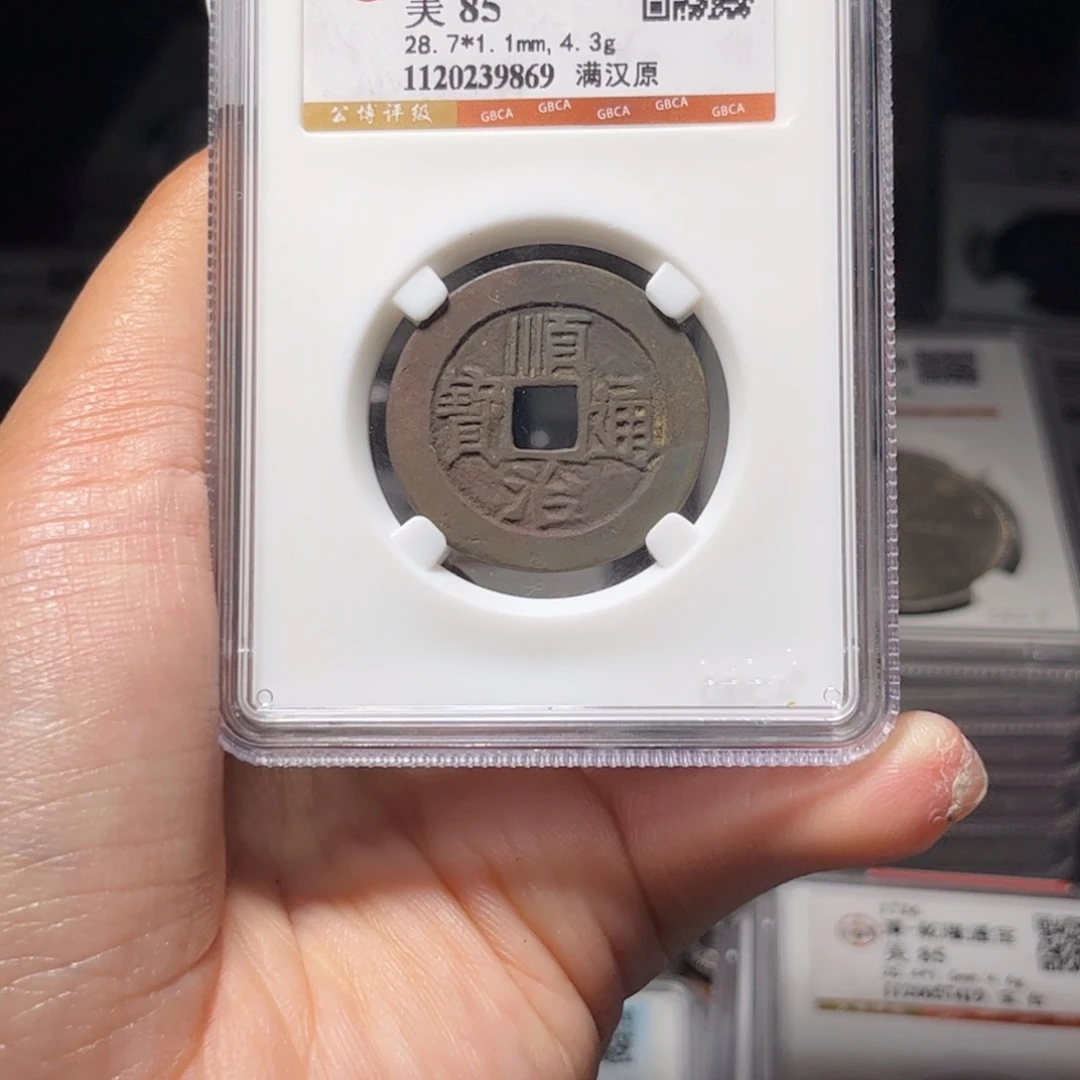 美 85
28.7*1.1mm, 4.3g
1120239869 满汉原
公博评级 GBCA GBCA GBCA GBCA GBCA
順
寶 通
治
85